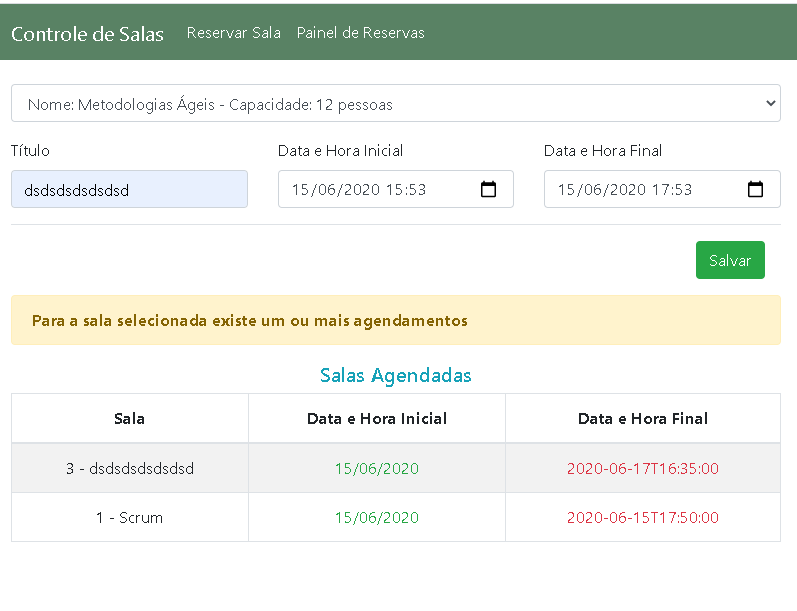 Controle de Salas Reservar Sala Painel de Reservas
Nome: Metodologias Ágeis - Capacidade: 12 pessoas
Título Data e Hora Inicial Data e Hora Final
dsdsdsdsdsdsd 15/06/2020 15:53 15/06/2020 17:53
Salvar
Para a sala selecionada existe um ou mais agendamentos
Salas Agendadas
Sala Data e Hora Inicial Data e Hora Final
3 - dsdsdsdsdsdsd 15/06/2020 2020-06-17T16:35:00
1 - Scrum 15/06/2020 2020-06-15T17:50:00